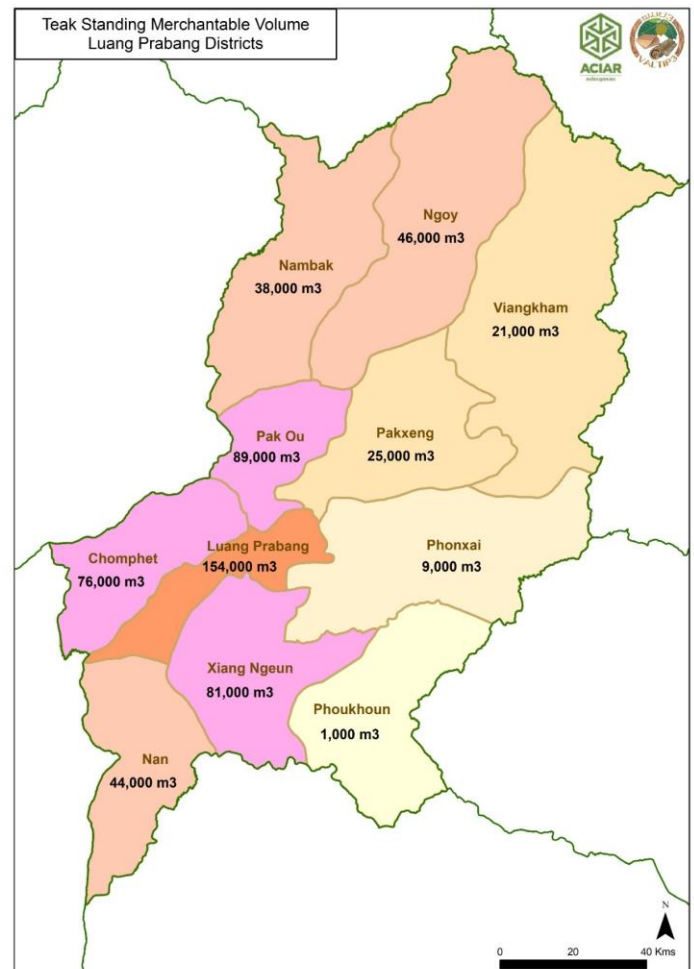 Teak Standing Merchantable Volume
Luang Prabang Districts
ACIAR
VALTIP3
Ngoy
46,000 m3
Nambak
38,000 m3
Viangkham
21,000 m3
Pak Ou
89,000 m3
Pakxeng
25,000 m3
Luang Prabang
154,000 m3
Chomphet
76,000 m3
Phonxai
9,000 m3
Xiang Ngeun
81,000 m3
Phoukhoun
1,000 m3
Nan
44,000 m3
N
0 20 40 Kms